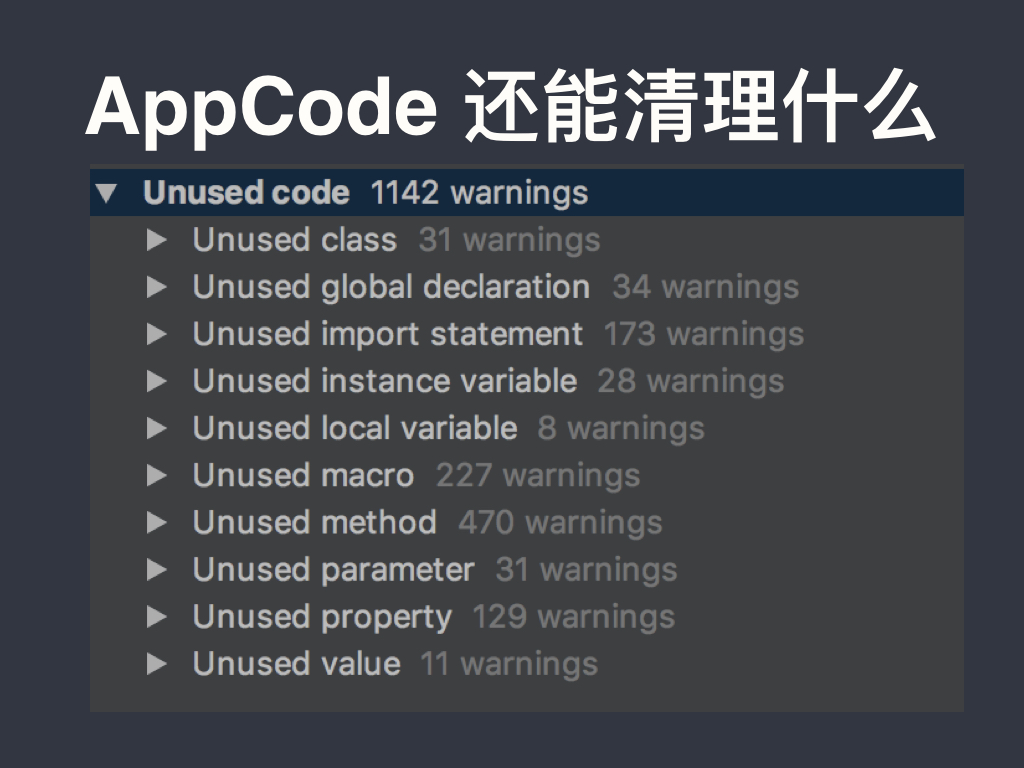 AppCode 还能清理什么
Unused code 1142 warnings
Unused class 31 warnings
Unused global declaration 34 warnings
Unused import statement 173 warnings
Unused instance variable 28 warnings
Unused local variable 8 warnings
Unused macro 227 warnings
Unused method 470 warnings
Unused parameter 31 warnings
Unused property 129 warnings
Unused value 11 warnings